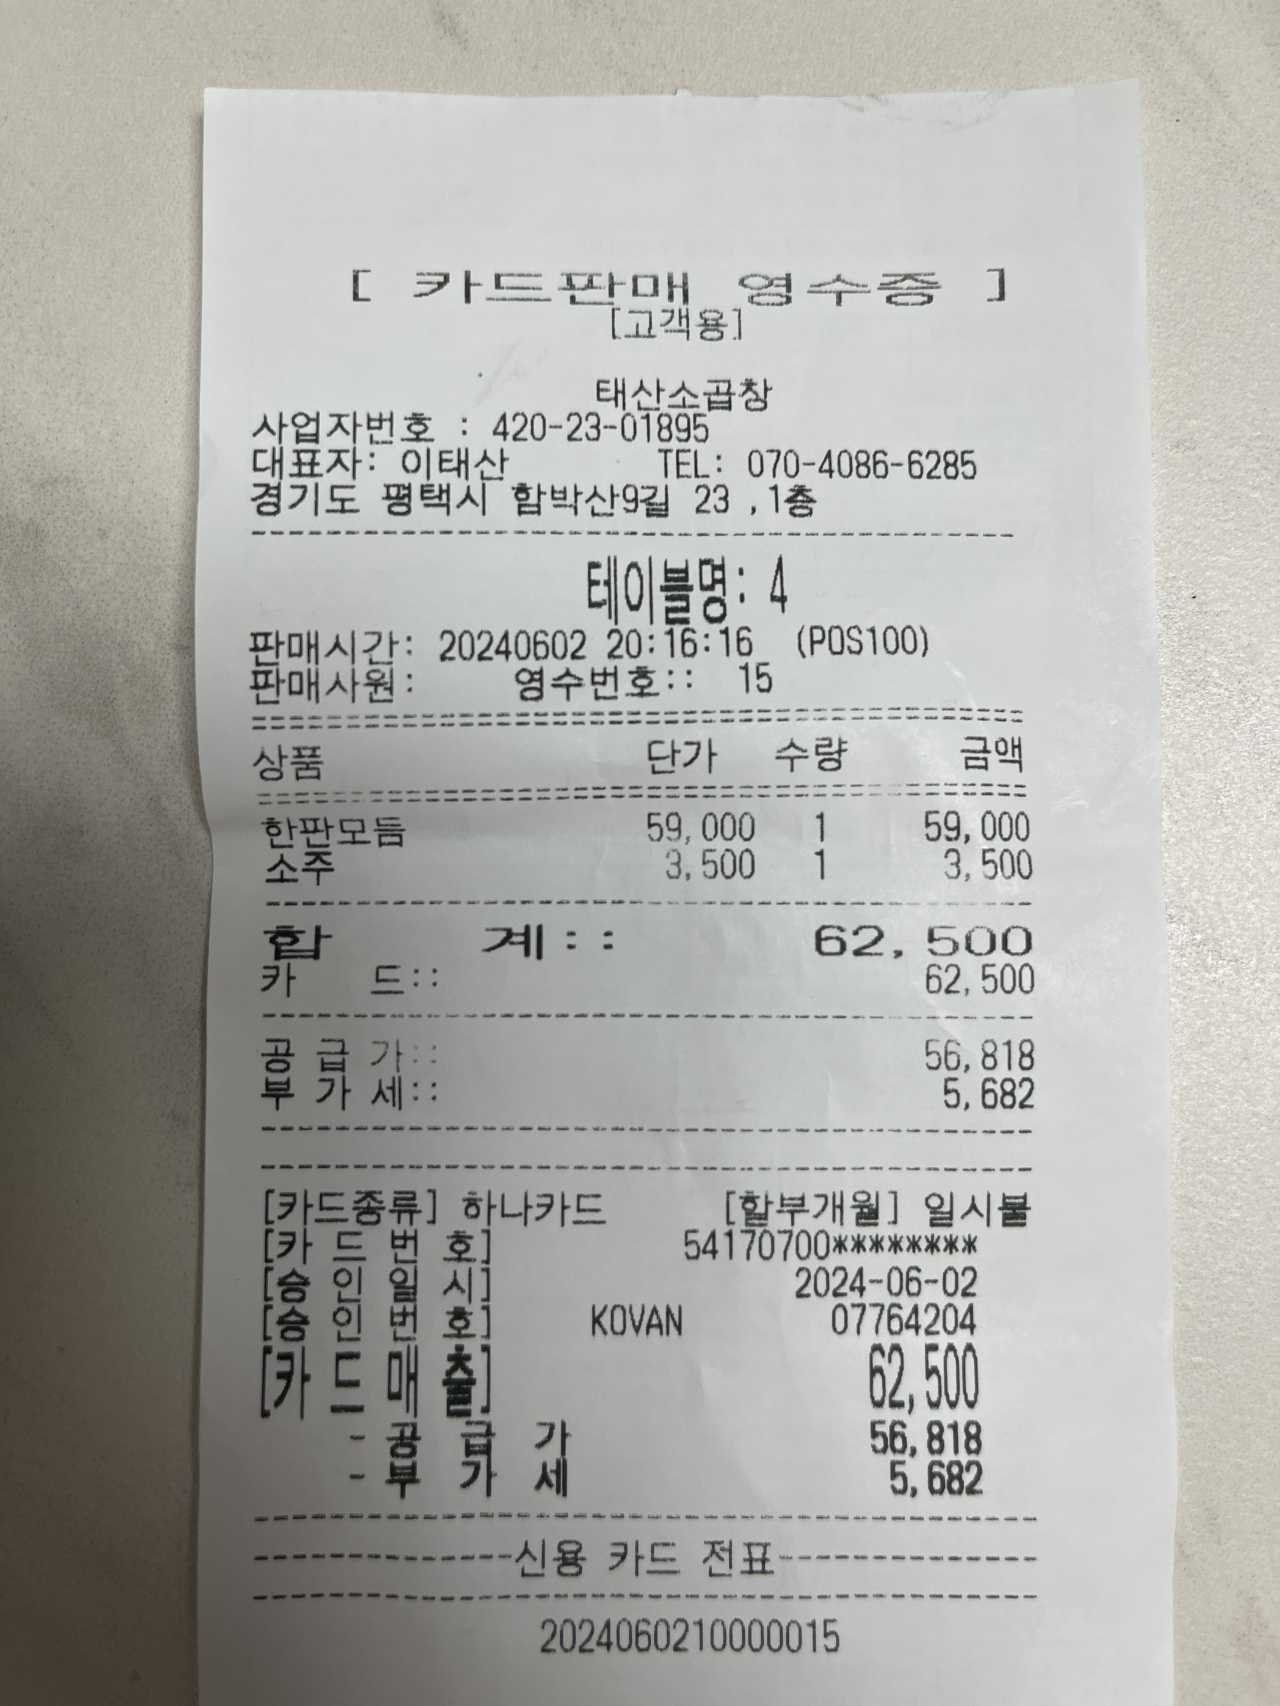 [ 카드판매 영수증 ]
[고객용]
태산소곱창
사업자번호 : 420-23-01895
대표자: 이태산 TEL: 070-4086-6285
경기도 평택시 함박산9길 23 ,1층
테이블명: 4
판매시간: 20240602 20:16:16 (POS100)
판매사원: 영수번호:: 15
상품 단가 수량 금액
한판모듬 59,000 1 59,000
소주 3,500 1 3,500
합 계:: 62,500
카 드:: 62,500
공 급 가:: 56,818
부 가 세:: 5,682
[카드종류] 하나카드 [할부개월] 일시불
[카 드 번 호] 54170700********
[승 인 일 시] 2024-06-02
[승 인 번 호] KOVAN 07764204
[카 드 매 출] 62,500
- 공 급 가 56,818
- 부 가 세 5,682
-------------신용 카드 전표-------------
2024060210000015